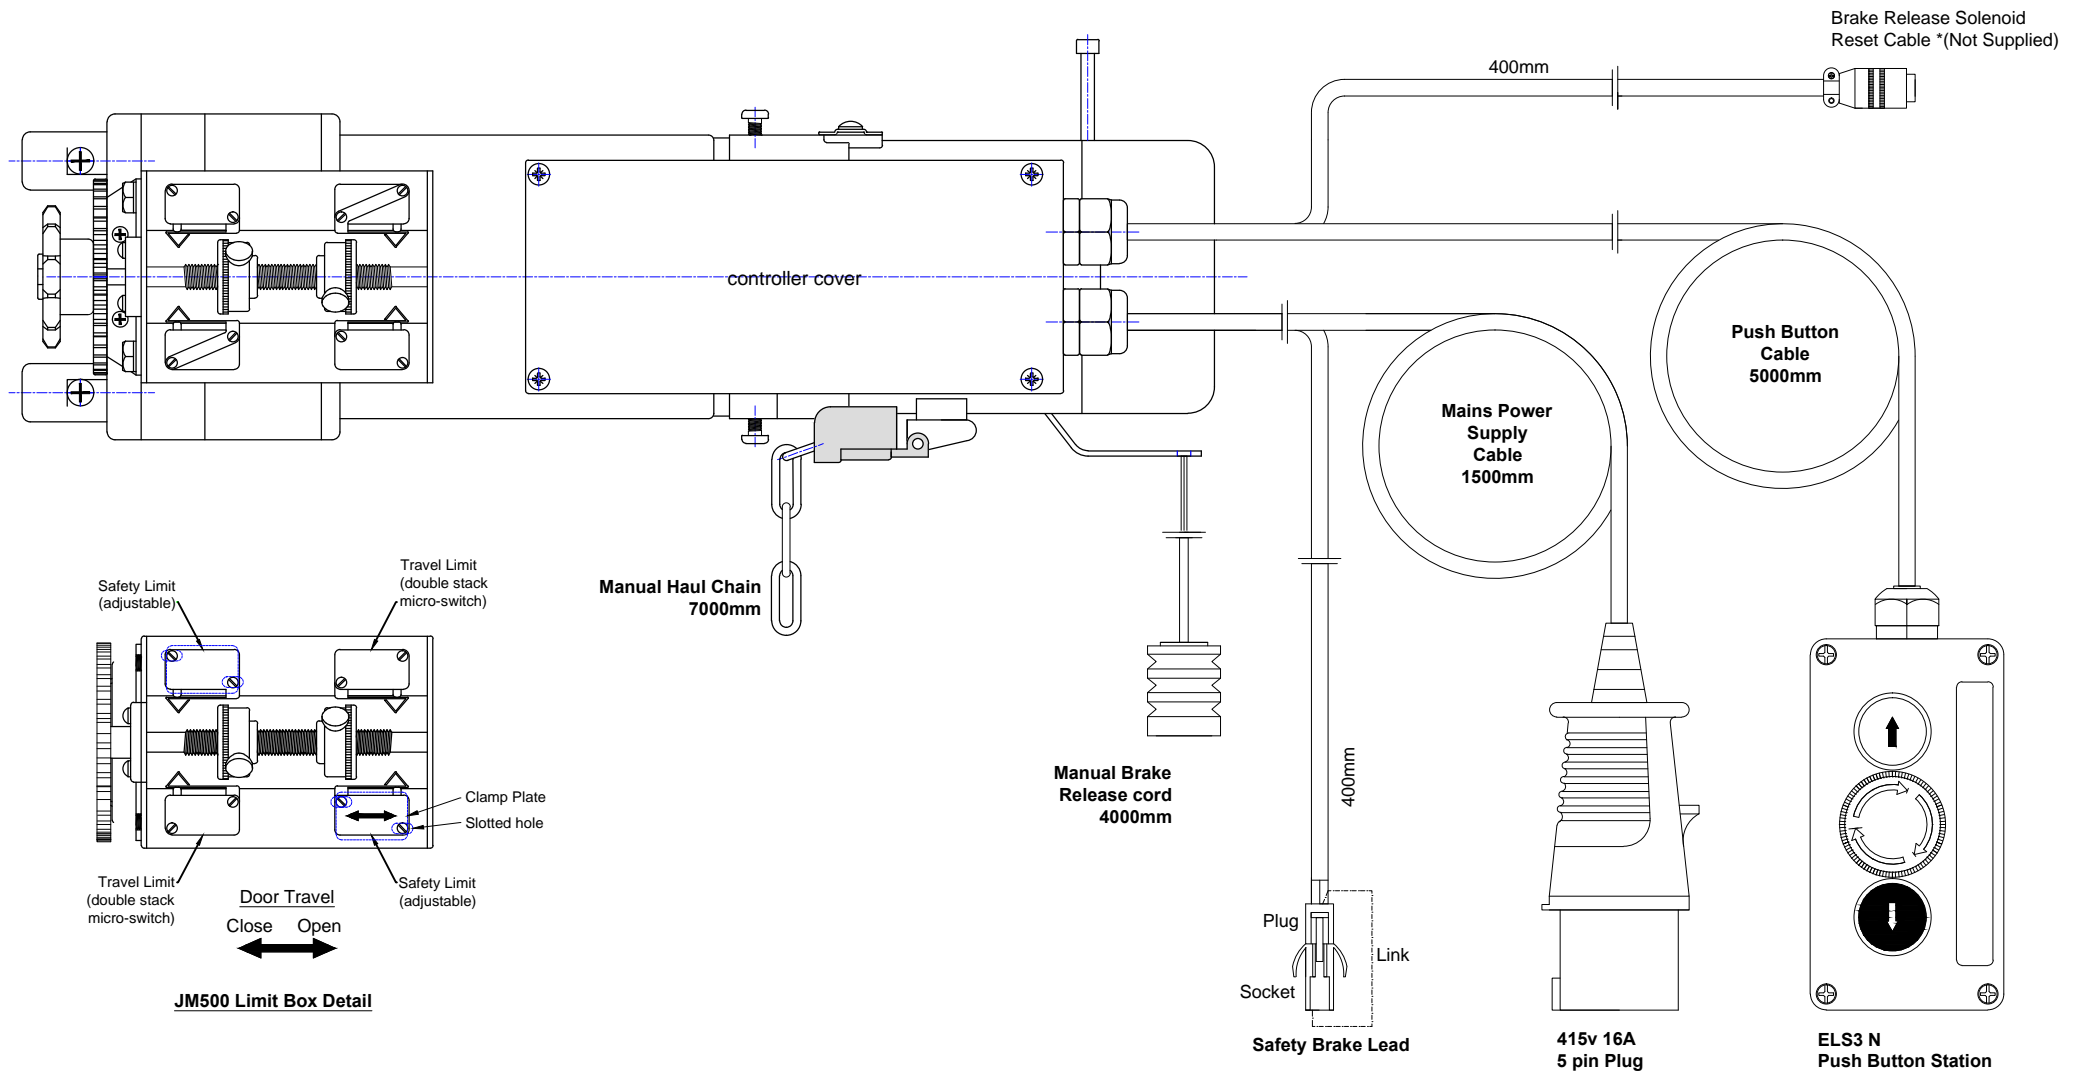 Brake Release Solenoid
Reset Cable *(Not Supplied)
400mm
controller cover
Push Button
Cable
5000mm
Mains Power
Supply
Cable
1500mm
Manual Haul Chain
7000mm
Travel Limit
(double stack
micro-switch)
Safety Limit
(adjustable)
Manual Brake
Release cord
4000mm
400mm
Clamp Plate
Slotted hole
Travel Limit
(double stack
micro-switch)
Safety Limit
(adjustable)
Door Travel
Close Open
JM500 Limit Box Detail
Plug
Link
Socket
Safety Brake Lead
415v 16A
5 pin Plug
ELS3 N
Push Button Station